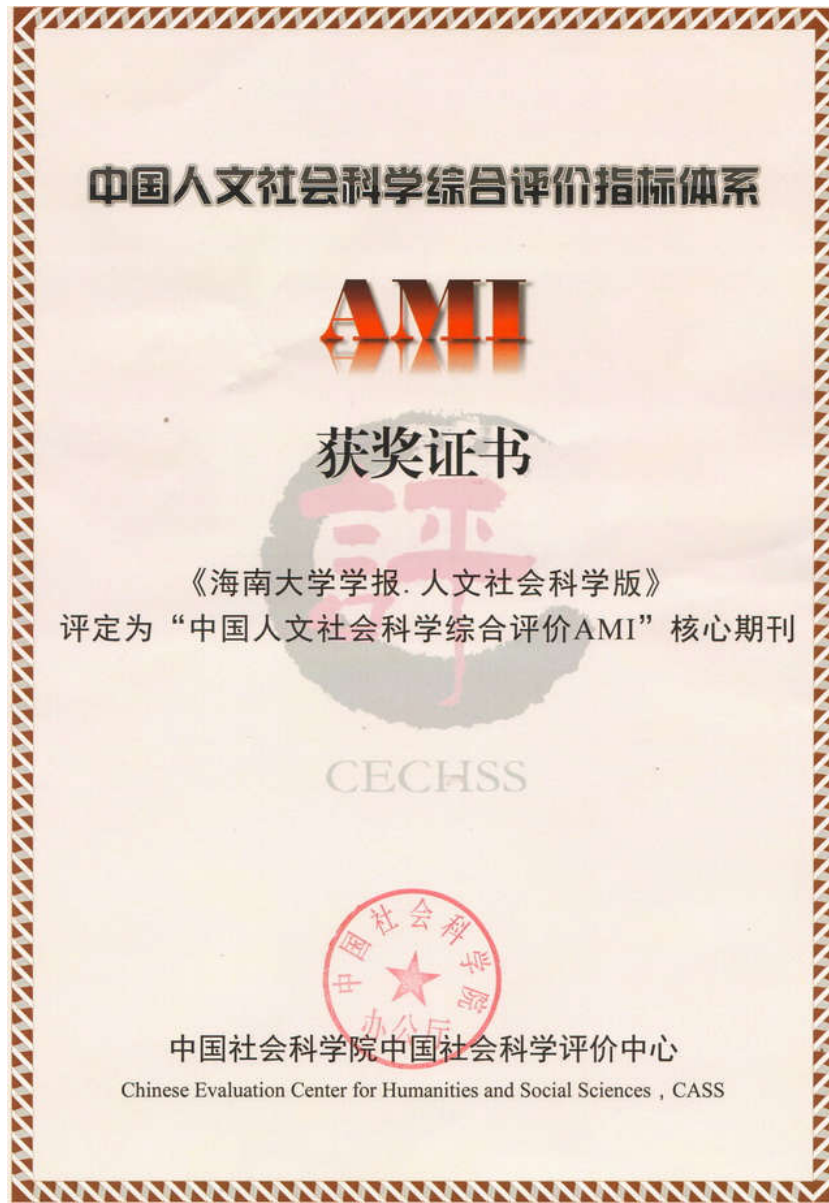 中国人文社会科学综合评价指标体系
AMI
获奖证书
評
《海南大学学报.人文社会科学版》
评定为“中国人文社会科学综合评价AMI”核心期刊
CECHSS
中国社会科学院
办公厅
中国社会科学院中国社会科学评价中心
Chinese Evaluation Center for Humanities and Social Sciences , CASS